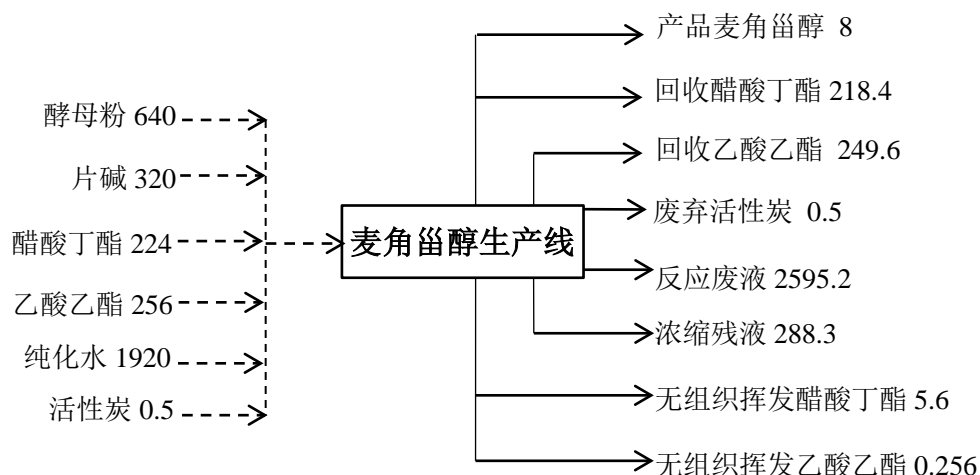 酵母粉 640
片碱 320
醋酸丁酯 224
乙酸乙酯 256
纯化水 1920
活性炭 0.5
麦角甾醇生产线
产品麦角甾醇 8
回收醋酸丁酯 218.4
回收乙酸乙酯 249.6
废弃活性炭 0.5
反应废液 2595.2
浓缩残液 288.3
无组织挥发醋酸丁酯 5.6
无组织挥发乙酸乙酯 0.256